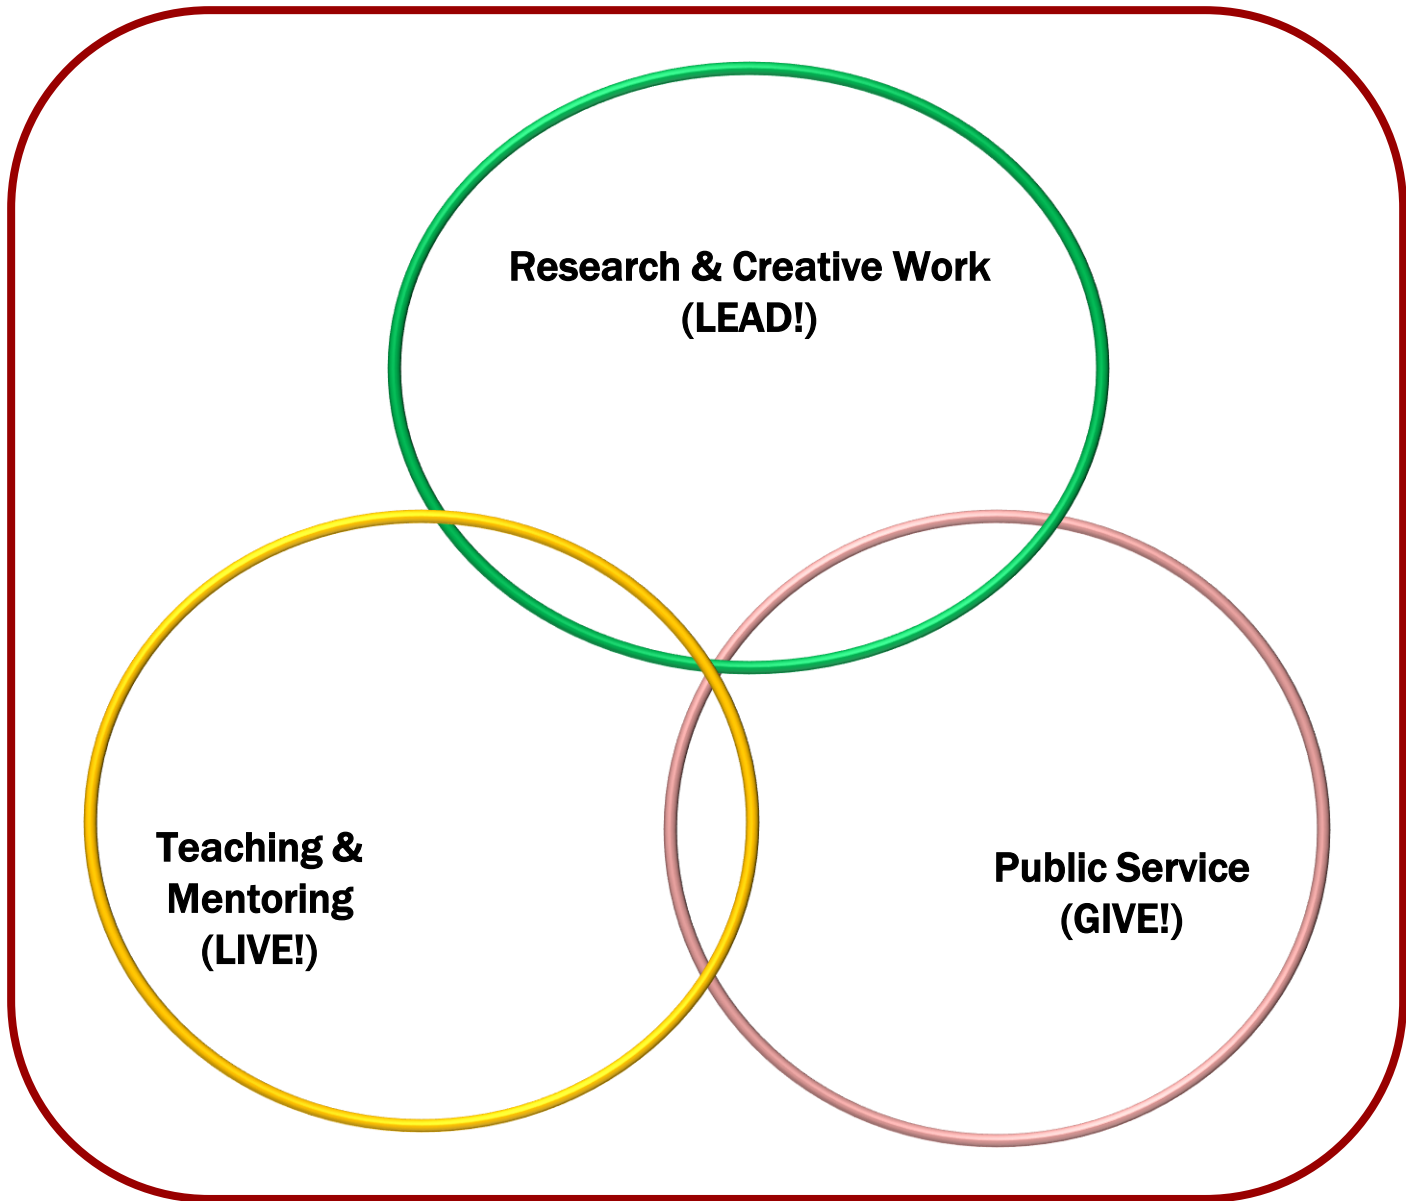 Research & Creative Work
(LEAD!)
Teaching &
Mentoring
(LIVE!)
Public Service
(GIVE!)